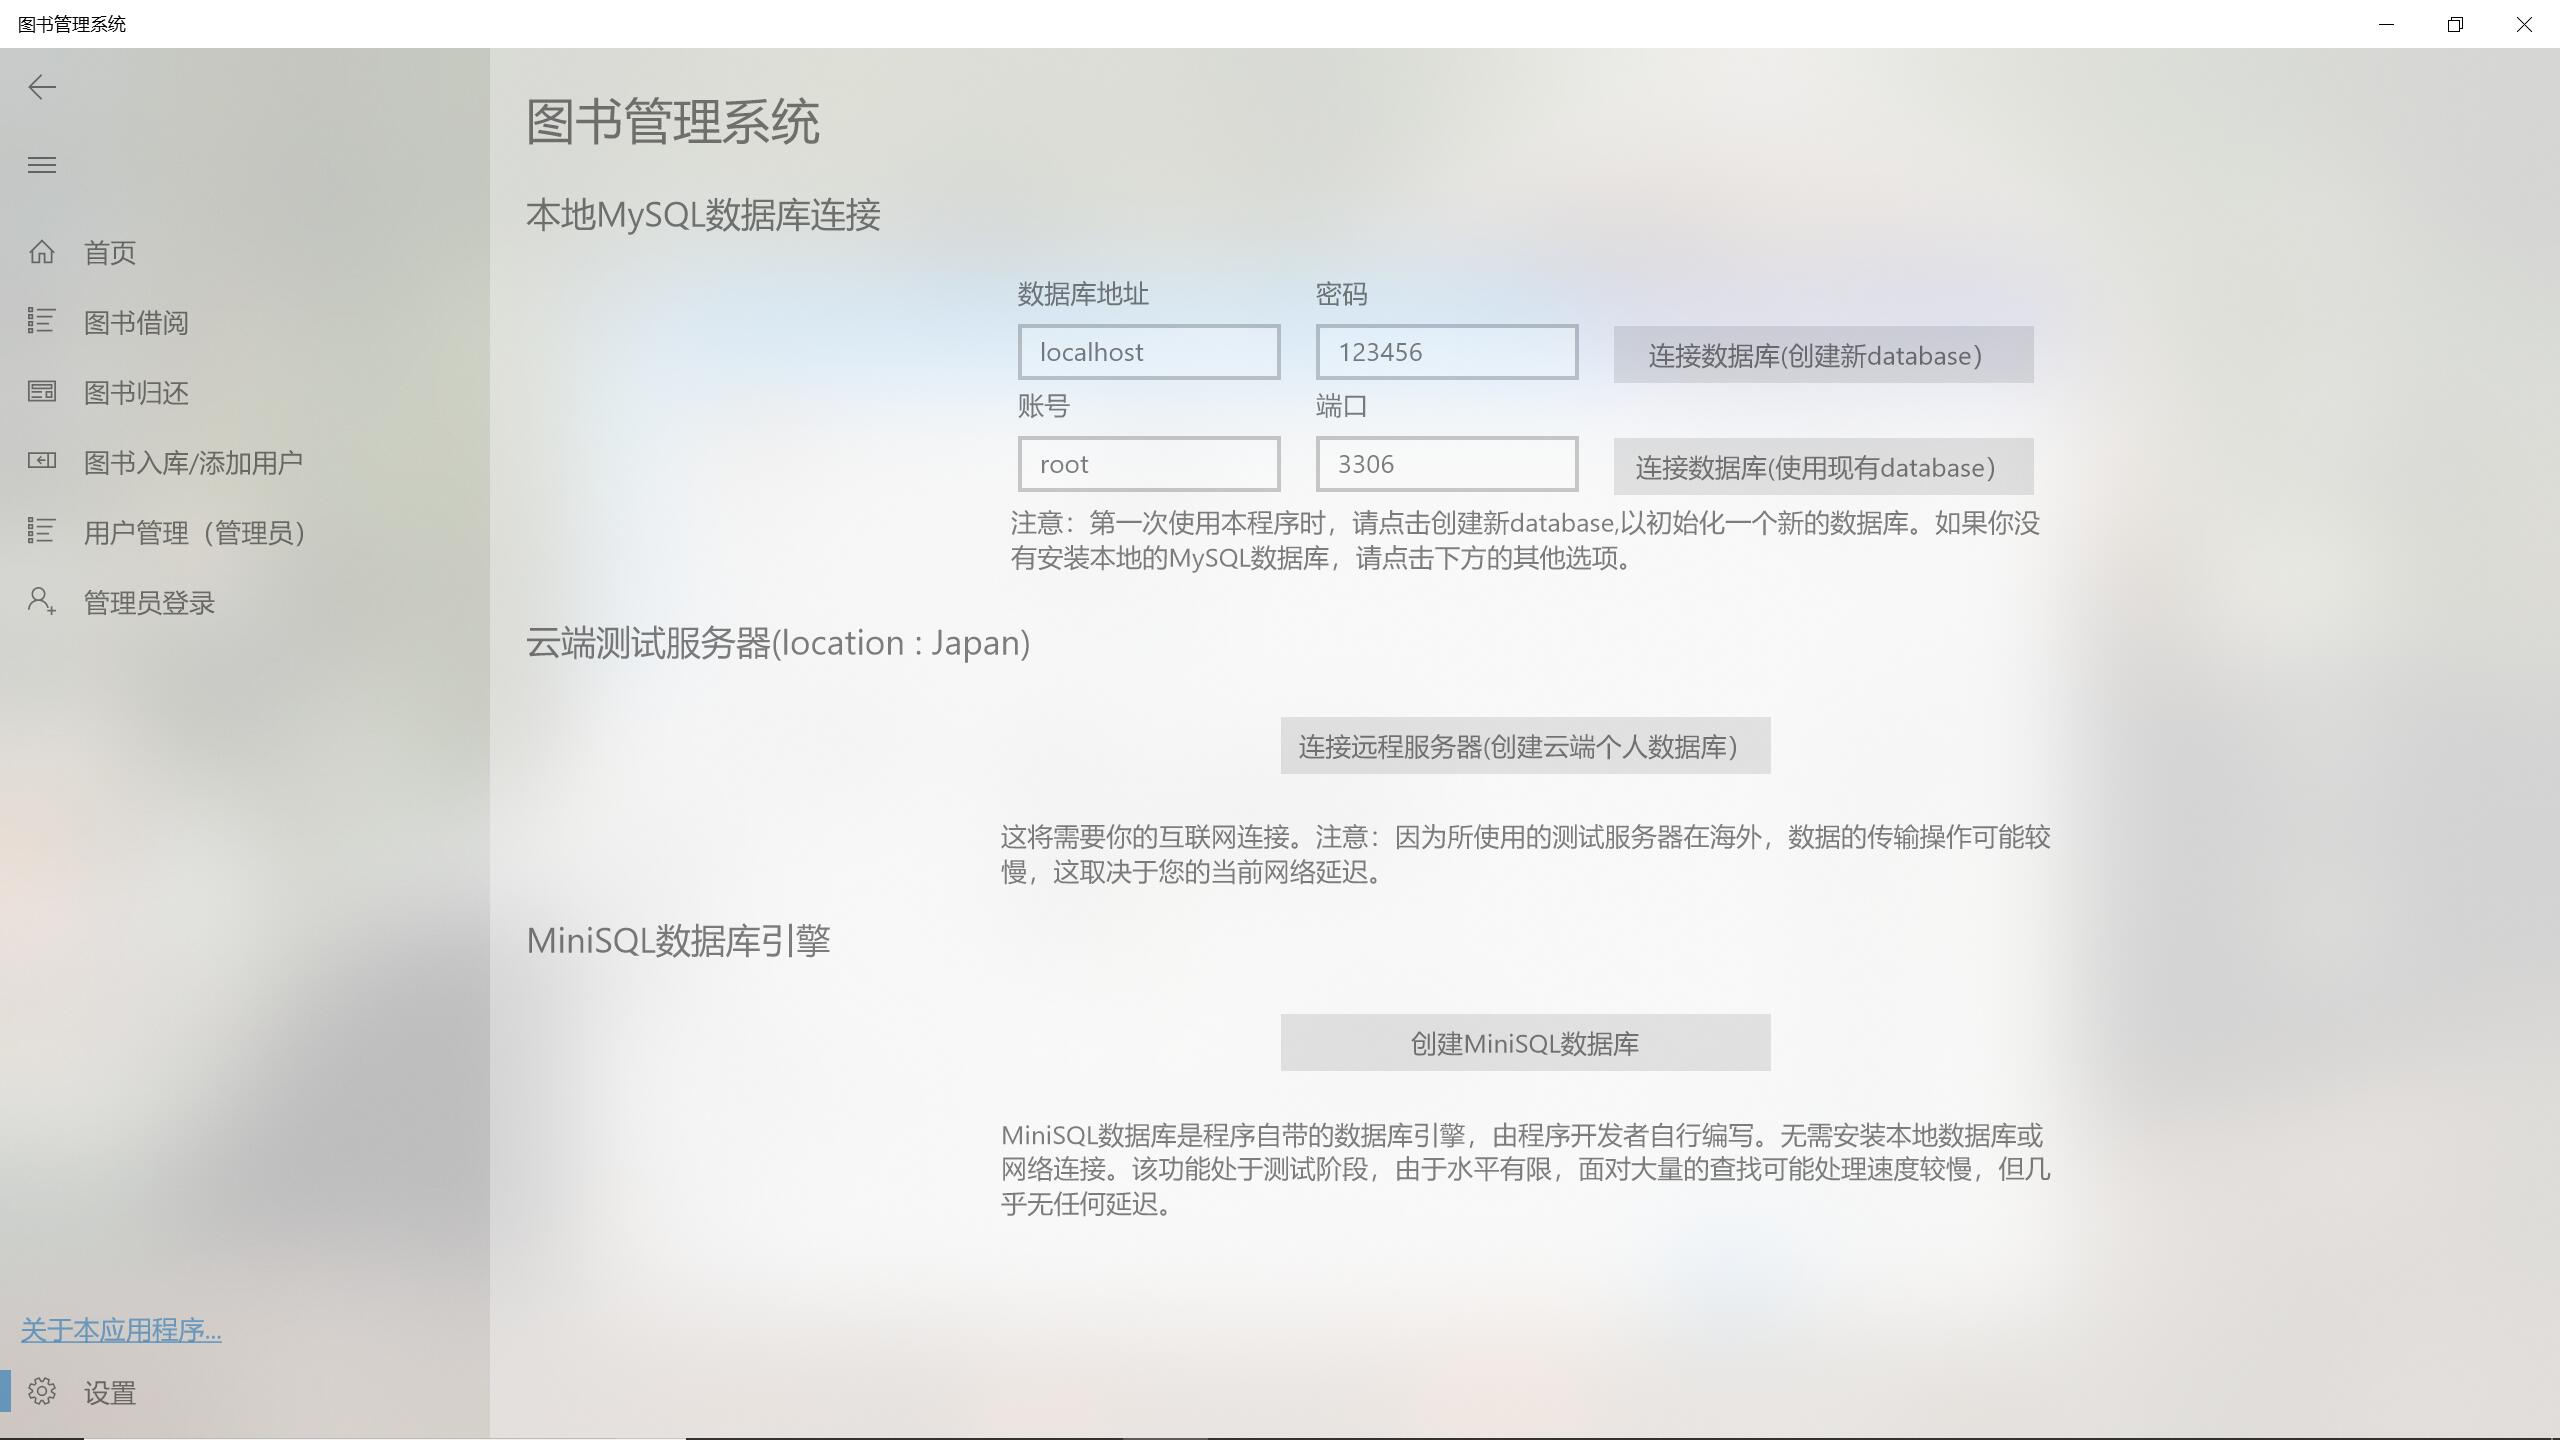 图书管理系统
首页
图书借阅
图书归还
图书入库/添加用户
用户管理（管理员）
管理员登录
关于本应用程序...
设置
图书管理系统
本地MySQL数据库连接
数据库地址 密码
localhost 123456 连接数据库(创建新database）
账号 端口
root 3306 连接数据库(使用现有database）
注意：第一次使用本程序时，请点击创建新database,以初始化一个新的数据库。如果你没
有安装本地的MySQL数据库，请点击下方的其他选项。
云端测试服务器(location : Japan)
连接远程服务器(创建云端个人数据库）
这将需要你的互联网连接。注意：因为所使用的测试服务器在海外，数据的传输操作可能较
慢，这取决于您的当前网络延迟。
MiniSQL数据库引擎
创建MiniSQL数据库
MiniSQL数据库是程序自带的数据库引擎，由程序开发者自行编写。无需安装本地数据库或
网络连接。该功能处于测试阶段，由于水平有限，面对大量的查找可能处理速度较慢，但几
乎无任何延迟。